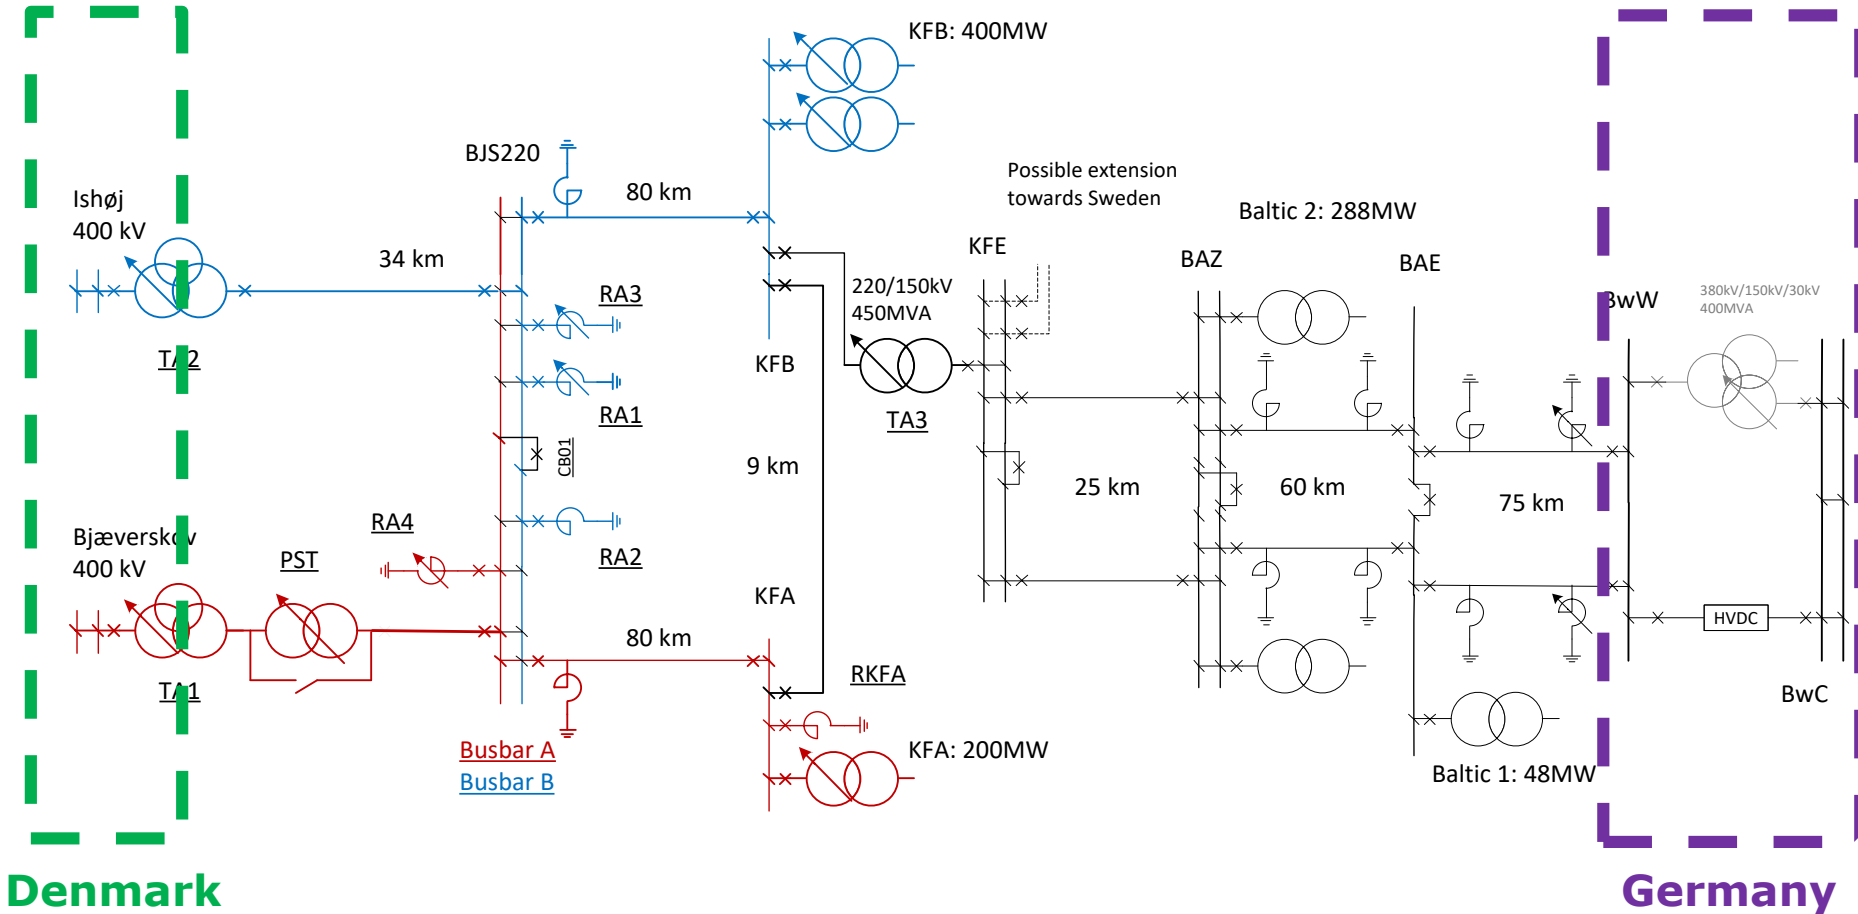 KFB: 400MW
BJS220
80 km
Possible extension
towards Sweden
Ishøj
400 kV
Baltic 2: 288MW
34 km
KFE
BAZ
BAE
RA3
220/150kV
450MVA
BwW
380kV/150kV/30kV
400MVA
TA2
KFB
RA1
TA3
CB01
9 km
25 km
60 km
75 km
RA4
Bjæverskov
400 kV
PST
RA2
KFA
HVDC
80 km
RKFA
TA1
BwC
Busbar A
KFA: 200MW
Busbar B
Baltic 1: 48MW
Denmark
Germany